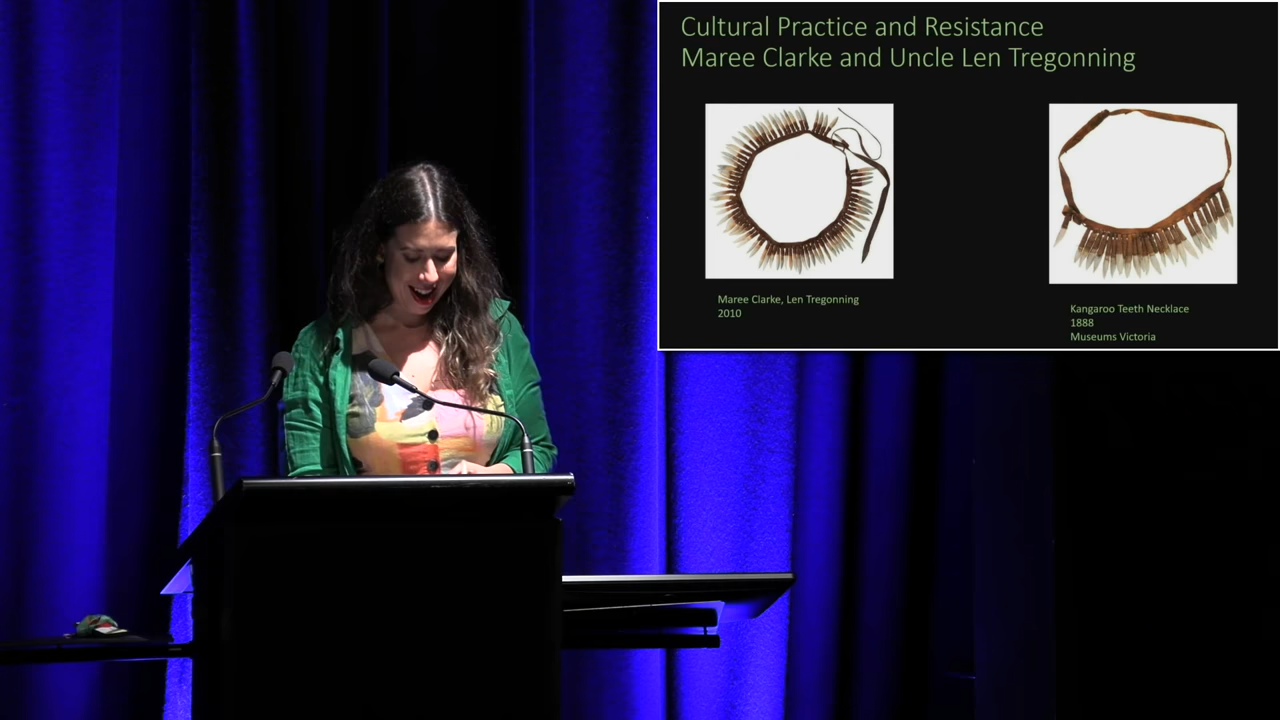 Cultural Practice and Resistance
Maree Clarke and Uncle Len Tregonning
Maree Clarke, Len Tregonning
2010
Kangaroo Teeth Necklace
1888
Museums Victoria